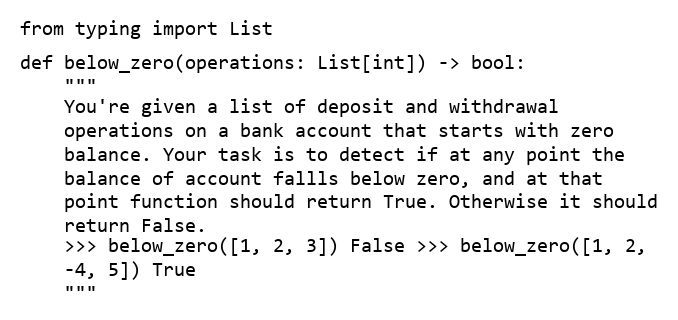 from typing import List
def below_zero(operations: List[int]) -> bool:
    """
    You're given a list of deposit and withdrawal
    operations on a bank account that starts with zero
    balance. Your task is to detect if at any point the
    balance of account fallls below zero, and at that
    point function should return True. Otherwise it should
    return False.
    >>> below_zero([1, 2, 3]) False >>> below_zero([1, 2,
    -4, 5]) True
    """